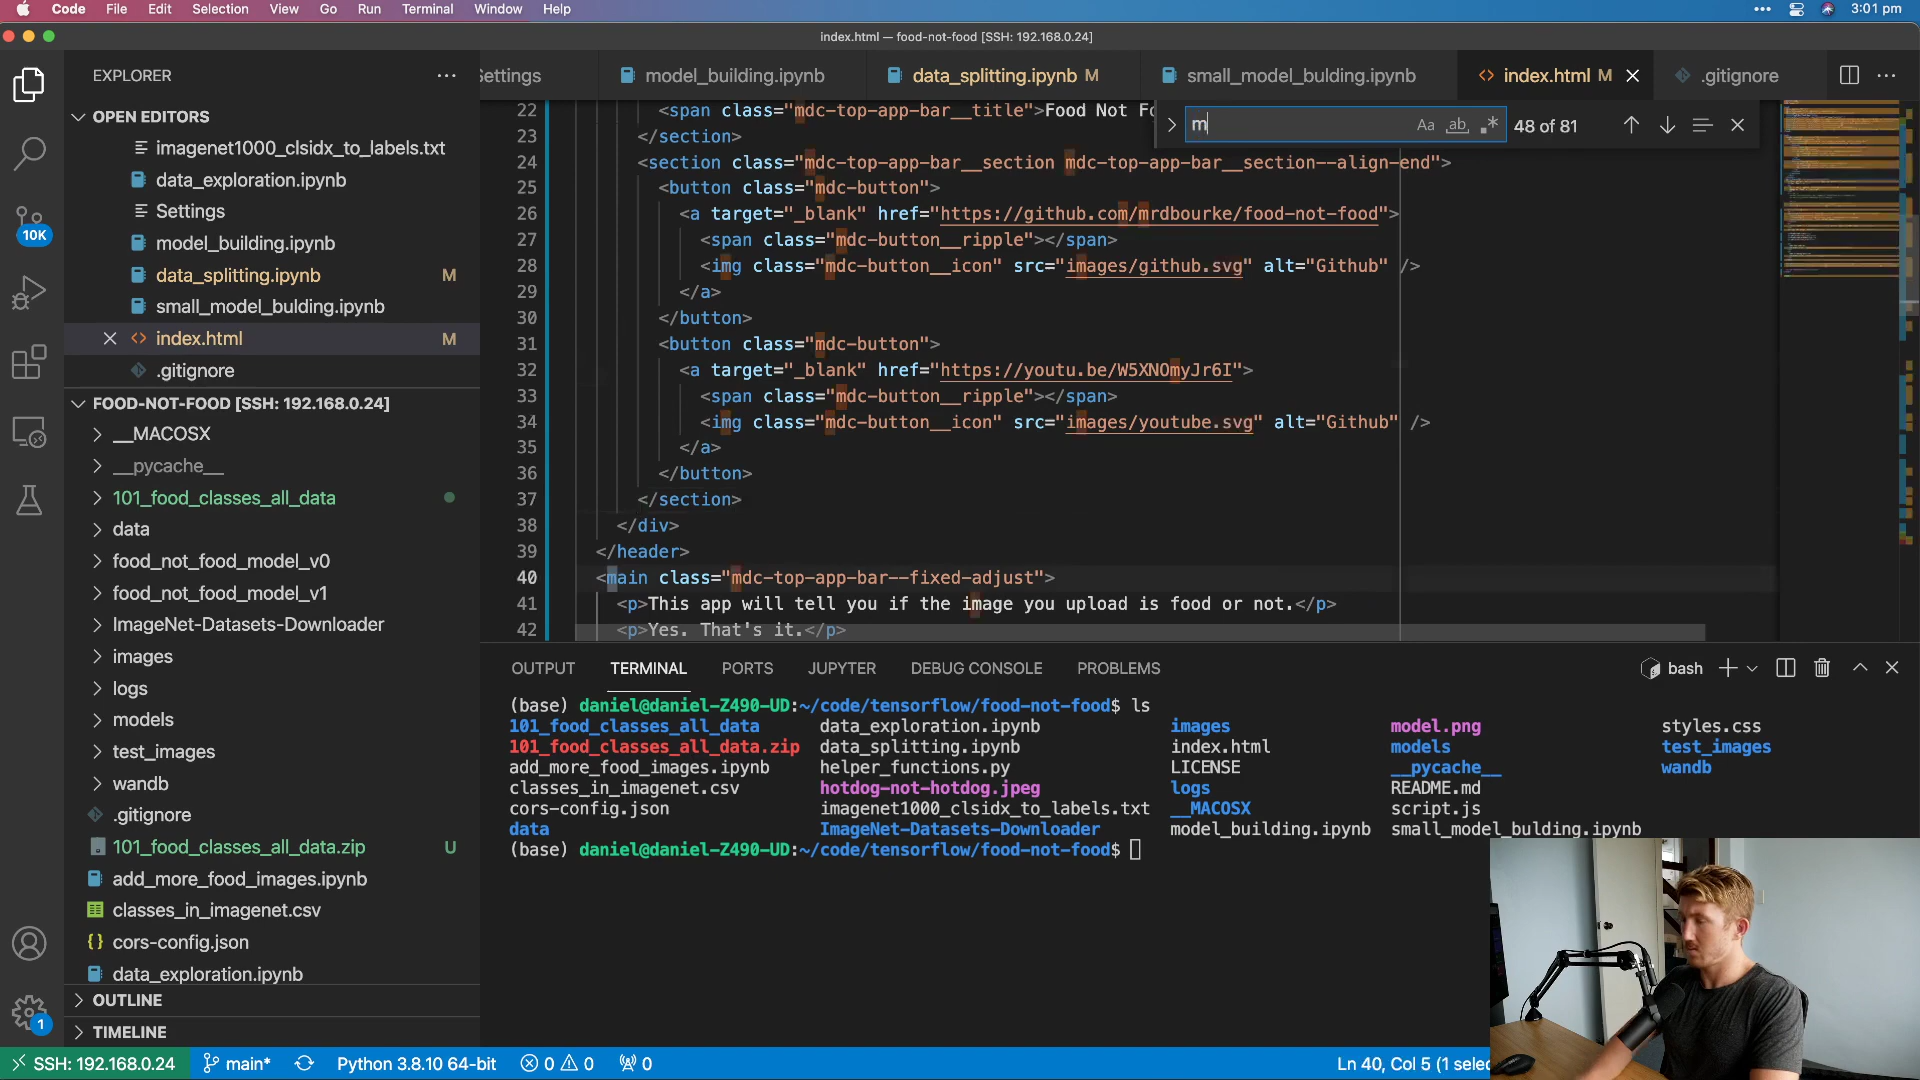 Code File Edit Selection View Go Run Terminal Window Help 3:01 pm
index.html — food-not-food [SSH: 192.168.0.24]
EXPLORER
Settings model_building.ipynb data_splitting.ipynb M small_model_bulding.ipynb index.html M .gitignore
OPEN EDITORS
imagenet1000_clsidx_to_labels.txt
data_exploration.ipynb
Settings
model_building.ipynb
data_splitting.ipynb M
small_model_bulding.ipynb
index.html M
.gitignore
10K
FOOD-NOT-FOOD [SSH: 192.168.0.24]
__MACOSX
__pycache__
101_food_classes_all_data
data
food_not_food_model_v0
food_not_food_model_v1
ImageNet-Datasets-Downloader
images
logs
models
test_images
wandb
.gitignore
101_food_classes_all_data.zip U
add_more_food_images.ipynb
classes_in_imagenet.csv
cors-config.json
data_exploration.ipynb
OUTLINE
TIMELINE
1
m Aa ab 48 of 81
22 <span class="mdc-top-app-bar__title">Food Not Fo
23 </section>
24 <section class="mdc-top-app-bar__section mdc-top-app-bar__section--align-end">
25 <button class="mdc-button">
26 <a target="_blank" href="https://github.com/mrdbourke/food-not-food">
27 <span class="mdc-button__ripple"></span>
28 <img class="mdc-button__icon" src="images/github.svg" alt="Github" />
29 </a>
30 </button>
31 <button class="mdc-button">
32 <a target="_blank" href="https://youtu.be/W5XNOmyJr6I">
33 <span class="mdc-button__ripple"></span>
34 <img class="mdc-button__icon" src="images/youtube.svg" alt="Github" />
35 </a>
36 </button>
37 </section>
38 </div>
39 </header>
40 <main class="mdc-top-app-bar--fixed-adjust">
41 <p>This app will tell you if the image you upload is food or not.</p>
42 <p>Yes. That's it.</p>
OUTPUT TERMINAL PORTS JUPYTER DEBUG CONSOLE PROBLEMS bash
(base) daniel@daniel-Z490-UD:~/code/tensorflow/food-not-food$ ls
101_food_classes_all_data data_exploration.ipynb images model.png styles.css
101_food_classes_all_data.zip data_splitting.ipynb index.html models test_images
add_more_food_images.ipynb helper_functions.py LICENSE __pycache__ wandb
classes_in_imagenet.csv hotdog-not-hotdog.jpeg logs README.md
cors-config.json imagenet1000_clsidx_to_labels.txt __MACOSX script.js
data ImageNet-Datasets-Downloader model_building.ipynb small_model_bulding.ipynb
(base) daniel@daniel-Z490-UD:~/code/tensorflow/food-not-food$
SSH: 192.168.0.24 main* Python 3.8.10 64-bit 0 0 0 Ln 40, Col 5 (1 selec